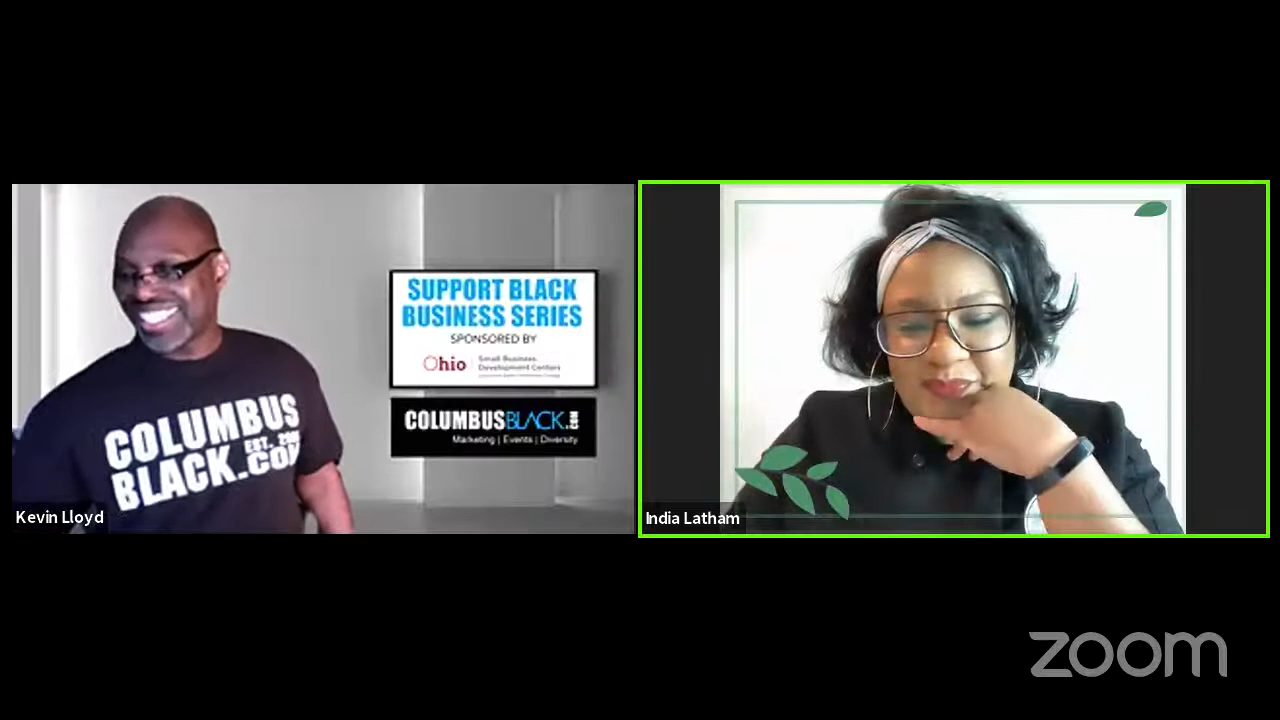 COLUMBUS
EST.
BLACK.COM
Kevin Lloyd
SUPPORT BLACK
BUSINESS SERIES
SPONSORED BY
Ohio
Small Business
Development Centers
COLUMBUSBLACK.COM
Marketing | Events | Diversity
India Latham
zoom